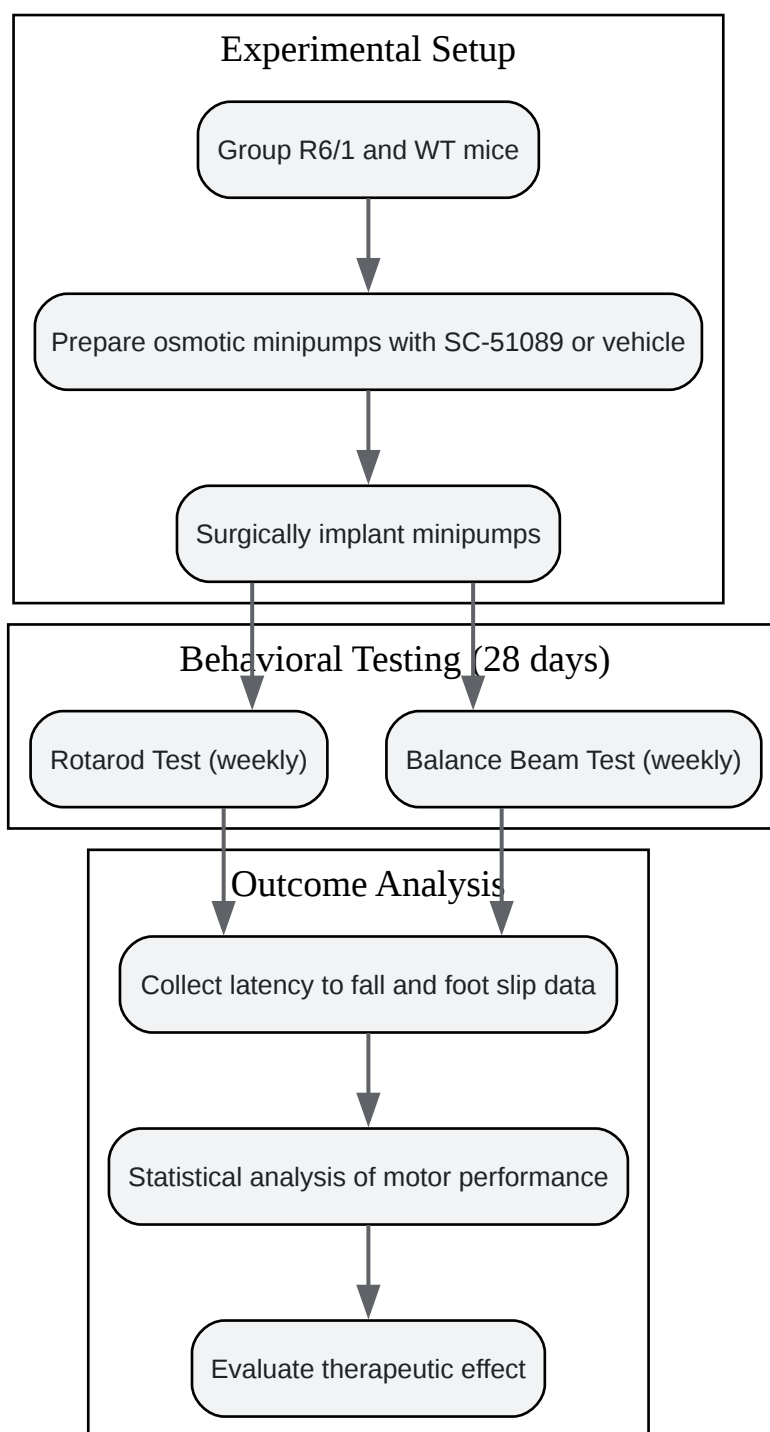 Experimental Setup
Group R6/1 and WT mice
Prepare osmotic minipumps with SC-51089 or vehicle
Surgically implant minipumps
Behavioral Testing (28 days)
Rotarod Test (weekly)
Balance Beam Test (weekly)
Outcome Analysis
Collect latency to fall and foot slip data
Statistical analysis of motor performance
Evaluate therapeutic effect